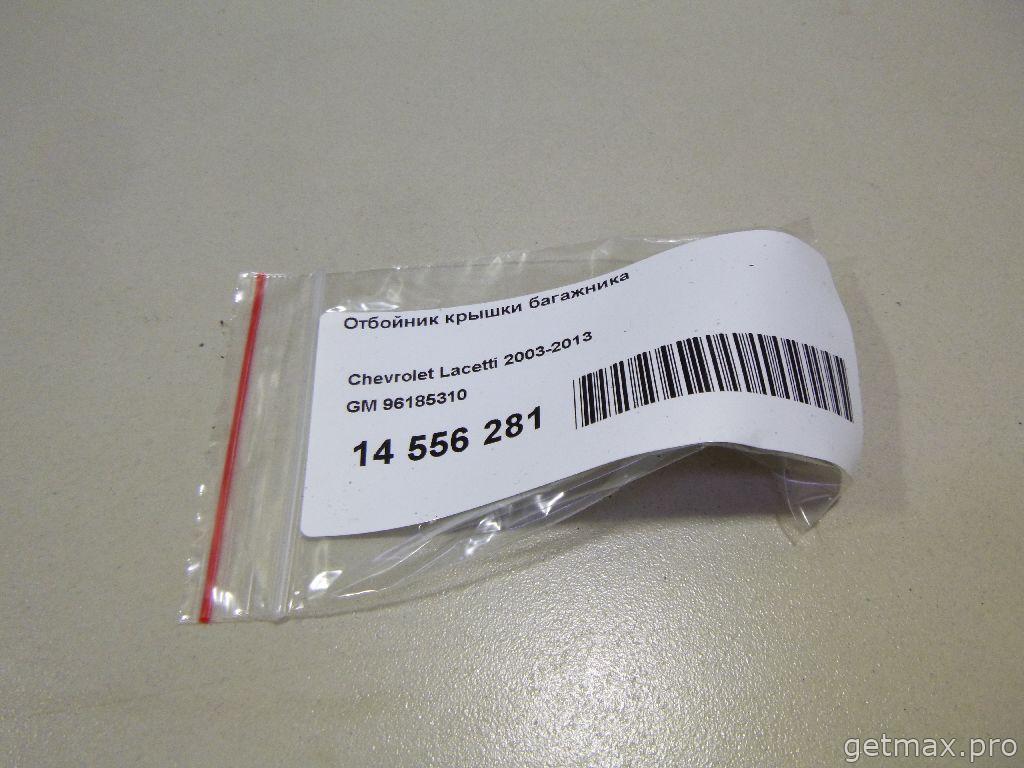 Отбойник крышки багажника
Chevrolet Lacetti 2003-2013
GM 96185310
14 556 281
getmax.pro